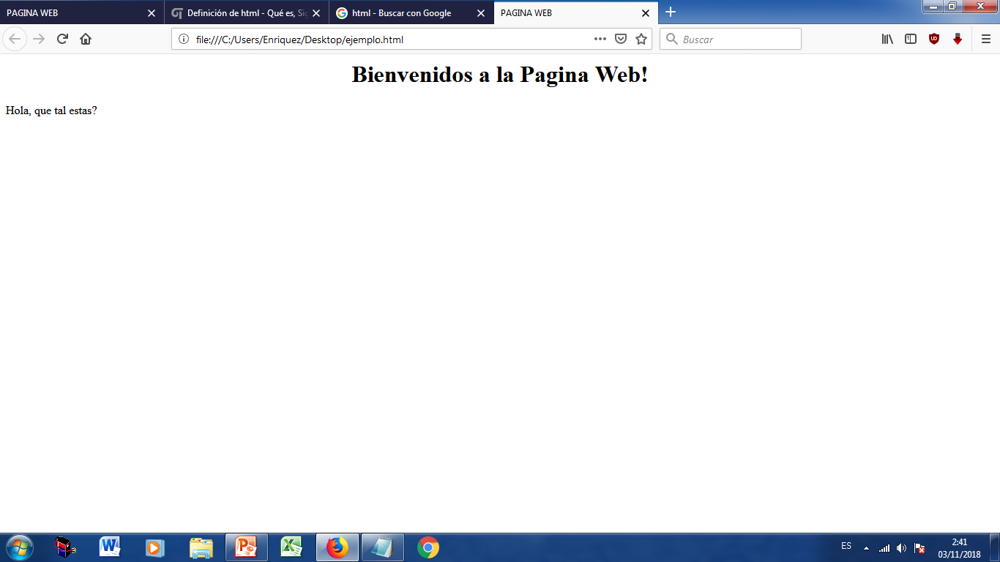 PAGINA WEB
Definición de html - Qué es, Sig
html - Buscar con Google
PAGINA WEB
file:///C:/Users/Enriquez/Desktop/ejemplo.html
Buscar
Bienvenidos a la Pagina Web!
Hola, que tal estas?
ES
2:41
03/11/2018